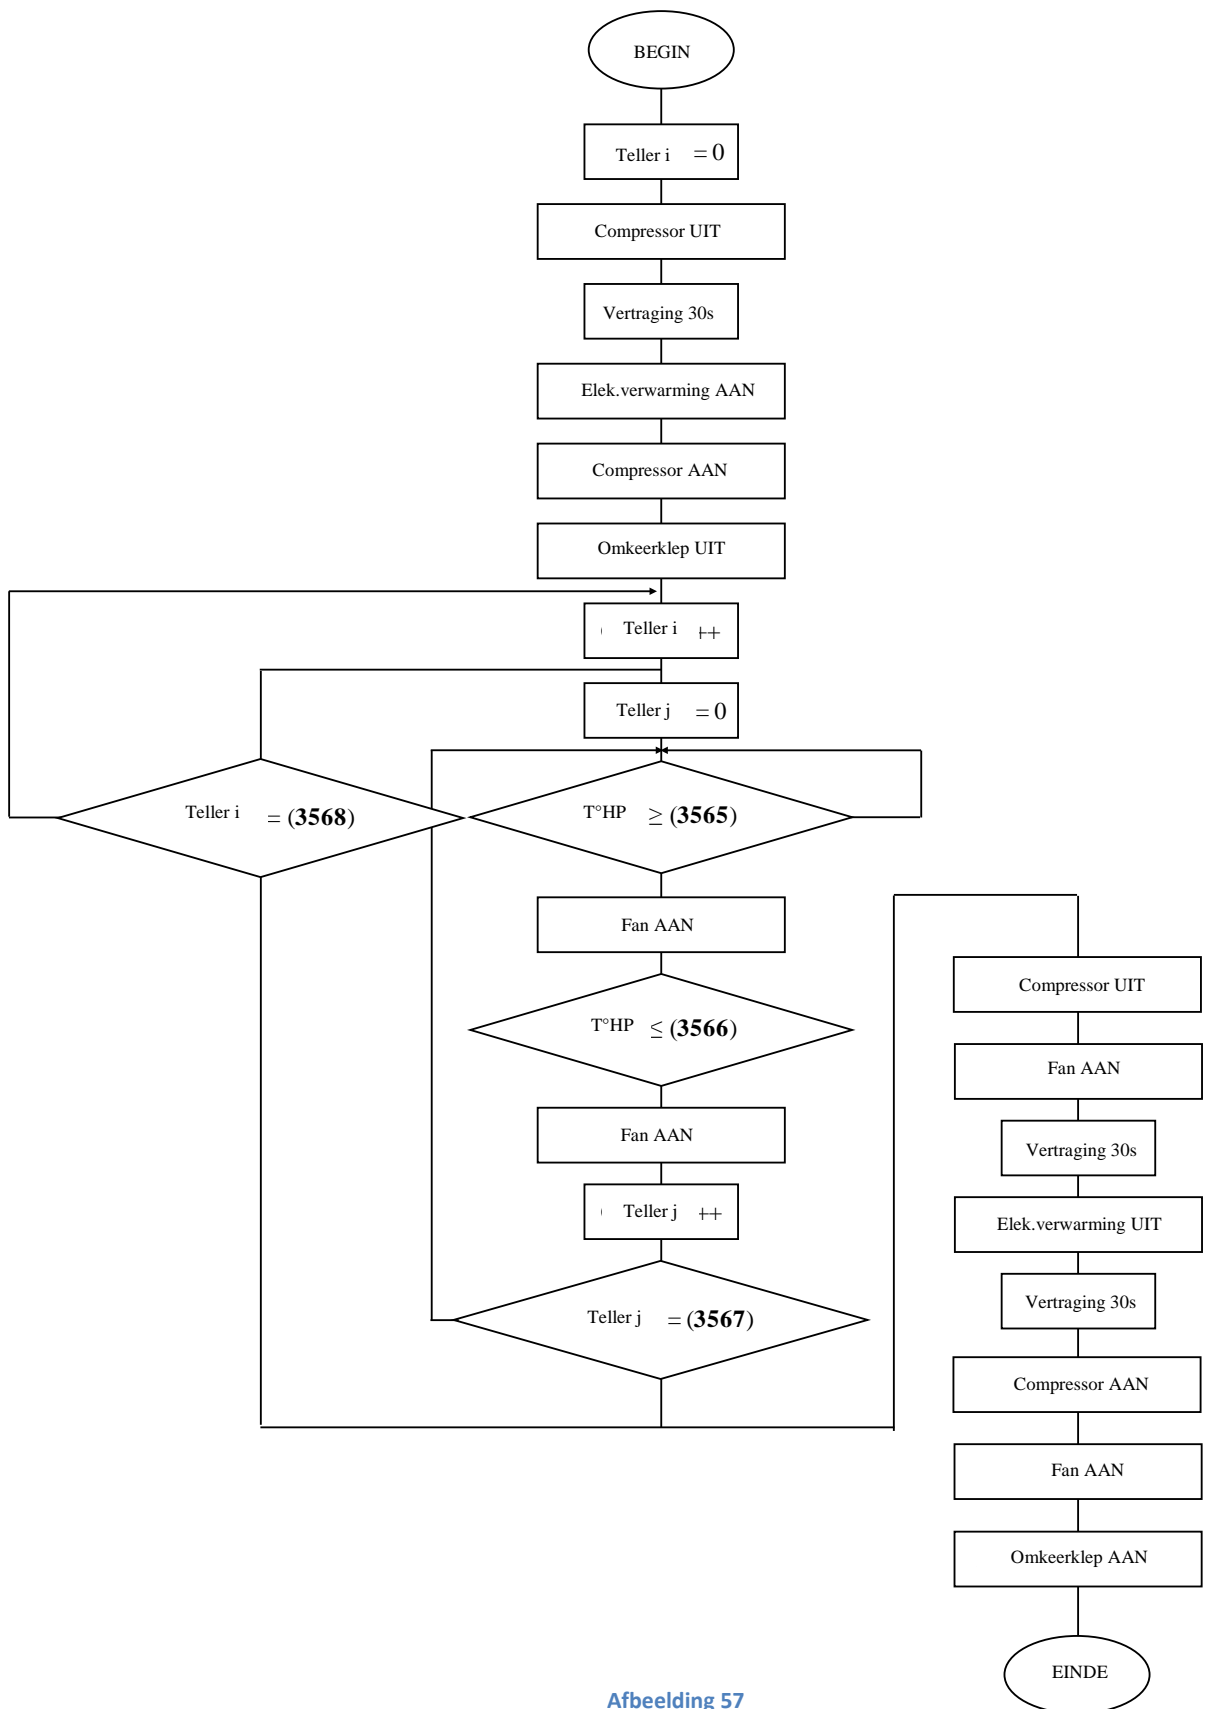 BEGIN
Teller i = 0
Compressor UIT
Vertraging 30s
Elek.verwarming AAN
Compressor AAN
Omkeerklep UIT
Teller i ++
Teller j = 0
Teller i = (3568)
T°HP ≥ (3565)
Fan AAN
T°HP ≤ (3566)
Fan AAN
Teller j ++
Teller j = (3567)
Compressor UIT
Fan AAN
Vertraging 30s
Elek.verwarming UIT
Vertraging 30s
Compressor AAN
Fan AAN
Omkeerklep AAN
EINDE
Afbeelding 57